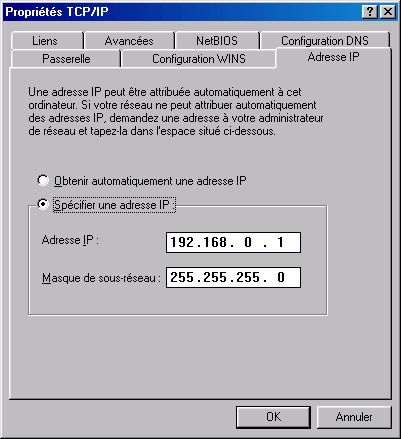 Propriétés TCP/IP
Liens Avancées NetBIOS Configuration DNS
Passerelle Configuration WINS Adresse IP
Une adresse IP peut être attribuée automatiquement à cet
ordinateur. Si votre réseau ne peut attribuer automatiquement
des adresses IP, demandez une adresse à votre administrateur
de réseau et tapez-la dans l'espace situé ci-dessous.
Obtenir automatiquement une adresse IP
Spécifier une adresse IP
Adresse IP : 192.168. 0 . 1
Masque de sous-réseau : 255.255.255. 0
OK Annuler